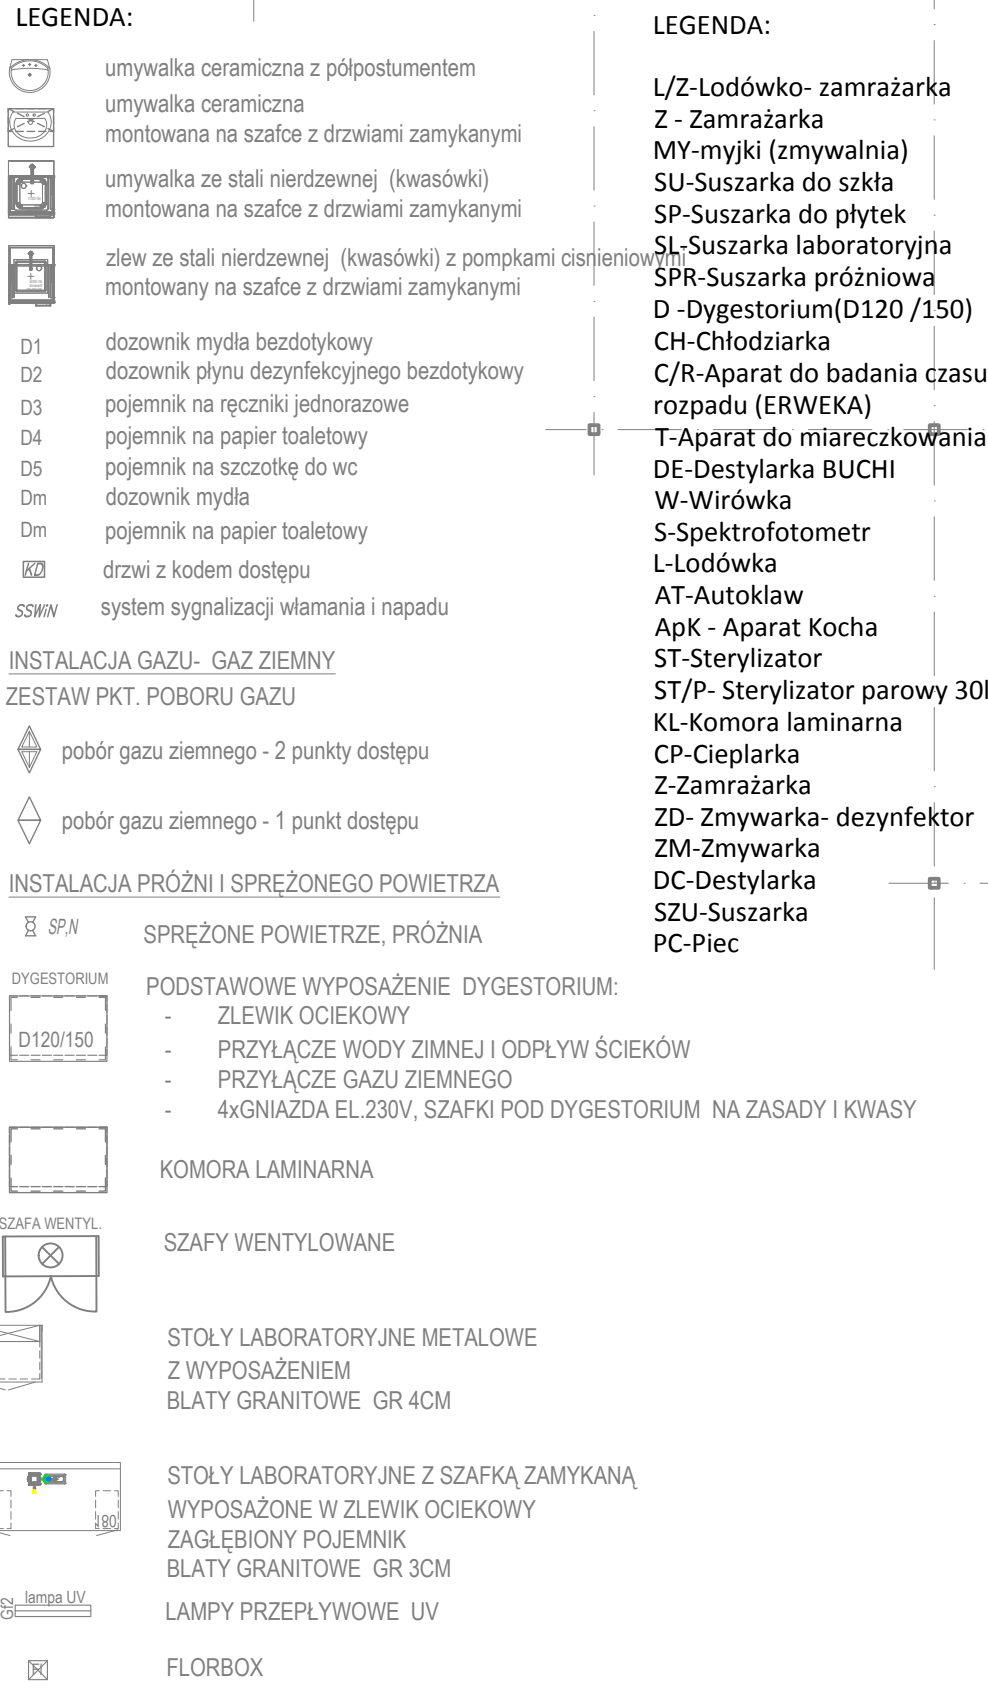 LEGENDA:
umywalka ceramiczna z półpostumentem
umywalka ceramiczna
montowana na szafce z drzwiami zamykanymi
umywalka ze stali nierdzewnej (kwasówki)
montowana na szafce z drzwiami zamykanymi
zlew ze stali nierdzewnej (kwasówki) z pompkami cisnieniowymi
montowany na szafce z drzwiami zamykanymi
D1 dozownik mydła bezdotykowy
D2 dozownik płynu dezynfekcyjnego bezdotykowy
D3 pojemnik na ręczniki jednorazowe
D4 pojemnik na papier toaletowy
D5 pojemnik na szczotkę do wc
Dm dozownik mydła
Dm pojemnik na papier toaletowy
KD drzwi z kodem dostępu
SSWiN system sygnalizacji włamania i napadu
INSTALACJA GAZU- GAZ ZIEMNY
ZESTAW PKT. POBORU GAZU
pobór gazu ziemnego - 2 punkty dostępu
pobór gazu ziemnego - 1 punkt dostępu
INSTALACJA PRÓŻNI I SPRĘŻONEGO POWIETRZA
SP,N SPRĘŻONE POWIETRZE, PRÓŻNIA
DYGESTORIUM
D120/150
PODSTAWOWE WYPOSAŻENIE DYGESTORIUM:
- ZLEWIK OCIEKOWY
- PRZYŁĄCZE WODY ZIMNEJ I ODPŁYW ŚCIEKÓW
- PRZYŁĄCZE GAZU ZIEMNEGO
- 4xGNIAZDA EL.230V, SZAFKI POD DYGESTORIUM NA ZASADY I KWASY
KOMORA LAMINARNA
SZAFA WENTYL.
SZAFY WENTYLOWANE
STOŁY LABORATORYJNE METALOWE
Z WYPOSAŻENIEM
BLATY GRANITOWE GR 4CM
180
STOŁY LABORATORYJNE Z SZAFKĄ ZAMYKANĄ
WYPOSAŻONE W ZLEWIK OCIEKOWY
ZAGŁĘBIONY POJEMNIK
BLATY GRANITOWE GR 3CM
Gf2 lampa UV
LAMPY PRZEPŁYWOWE UV
FLORBOX
LEGENDA:
L/Z-Lodówko- zamrażarka
Z - Zamrażarka
MY-myjki (zmywalnia)
SU-Suszarka do szkła
SP-Suszarka do płytek
SL-Suszarka laboratoryjna
SPR-Suszarka próżniowa
D -Dygestorium(D120 /150)
CH-Chłodziarka
C/R-Aparat do badania czasu
rozpadu (ERWEKA)
T-Aparat do miareczkowania
DE-Destylarka BUCHI
W-Wirówka
S-Spektrofotometr
L-Lodówka
AT-Autoklaw
ApK - Aparat Kocha
ST-Sterylizator
ST/P- Sterylizator parowy 30l
KL-Komora laminarna
CP-Cieplarka
Z-Zamrażarka
ZD- Zmywarka- dezynfektor
ZM-Zmywarka
DC-Destylarka
SZU-Suszarka
PC-Piec